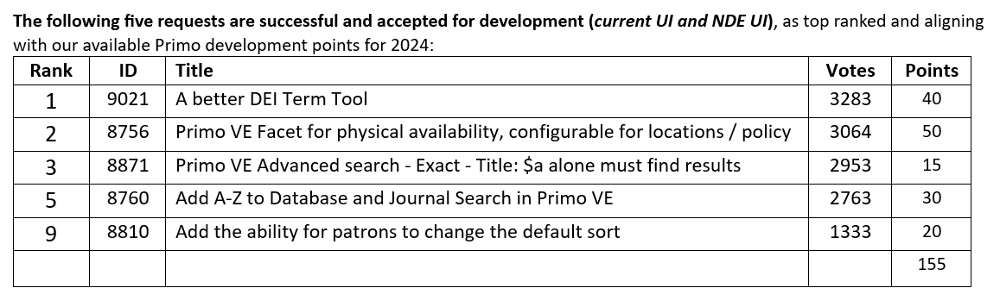 The following five requests are successful and accepted for development (current UI and NDE UI), as top ranked and aligning
with our available Primo development points for 2024:
Rank ID Title Votes Points
1 9021 A better DEI Term Tool 3283 40
2 8756 Primo VE Facet for physical availability, configurable for locations / policy 3064 50
3 8871 Primo VE Advanced search - Exact - Title: $a alone must find results 2953 15
5 8760 Add A-Z to Database and Journal Search in Primo VE 2763 30
9 8810 Add the ability for patrons to change the default sort 1333 20
155